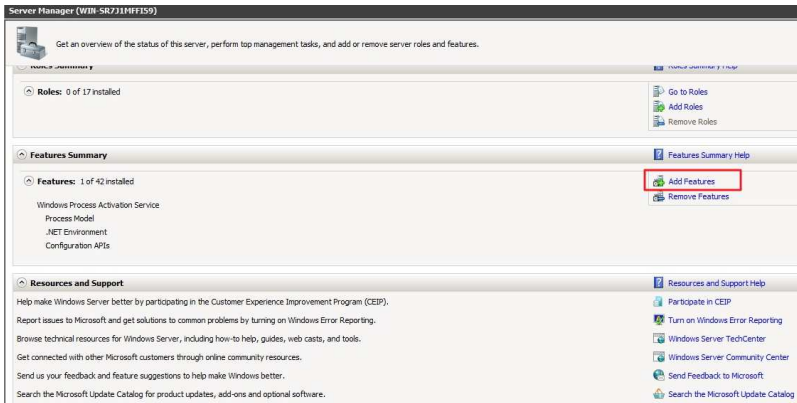 Server Manager (WIN-SR7J1MFFI59)
Get an overview of the status of this server, perform top management tasks, and add or remove server roles and features.
Roles Summary
Roles Summary Help
Roles: 0 of 17 installed
Go to Roles
Add Roles
Remove Roles
Features Summary
Features Summary Help
Features: 1 of 42 installed
Add Features
Remove Features
Windows Process Activation Service
Process Model
.NET Environment
Configuration APIs
Resources and Support
Resources and Support Help
Help make Windows Server better by participating in the Customer Experience Improvement Program (CEIP).
Participate in CEIP
Report issues to Microsoft and get solutions to common problems by turning on Windows Error Reporting.
Turn on Windows Error Reporting
Browse technical resources for Windows Server, including how-to help, guides, web casts, and tools.
Windows Server TechCenter
Get connected with other Microsoft customers through online community resources.
Windows Server Community Center
Send us your feedback and feature suggestions to help make Windows better.
Send Feedback to Microsoft
Search the Microsoft Update Catalog for product updates, add-ons and optional software.
Search the Microsoft Update Catalog